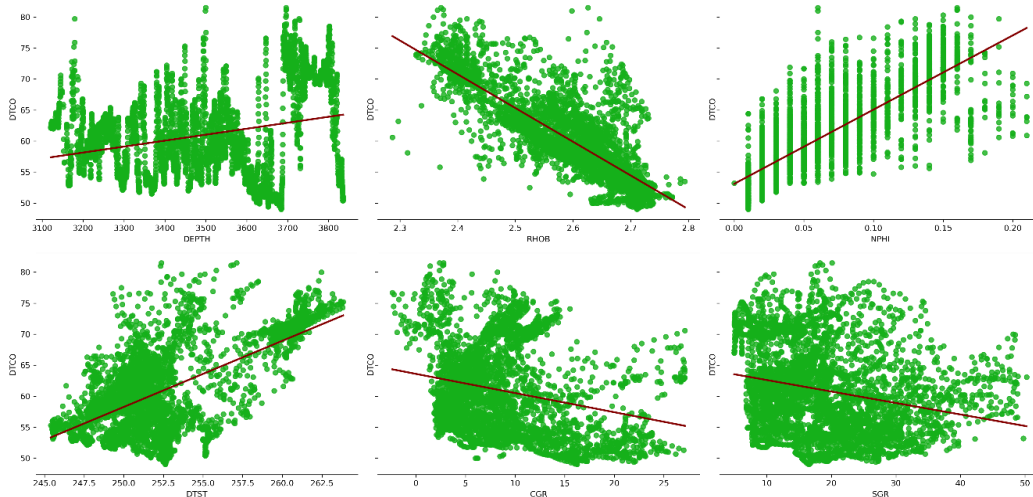 DTCO
80
75
70
65
60
55
50
3100 3200 3300 3400 3500 3600 3700 3800
DEPTH
DTCO
2.3 2.4 2.5 2.6 2.7 2.8
RHOB
DTCO
0.00 0.05 0.10 0.15 0.20
NPHI
DTCO
80
75
70
65
60
55
50
245.0 247.5 250.0 252.5 255.0 257.5 260.0 262.5
DTST
DTCO
0 5 10 15 20 25
CGR
DTCO
10 20 30 40 50
SGR